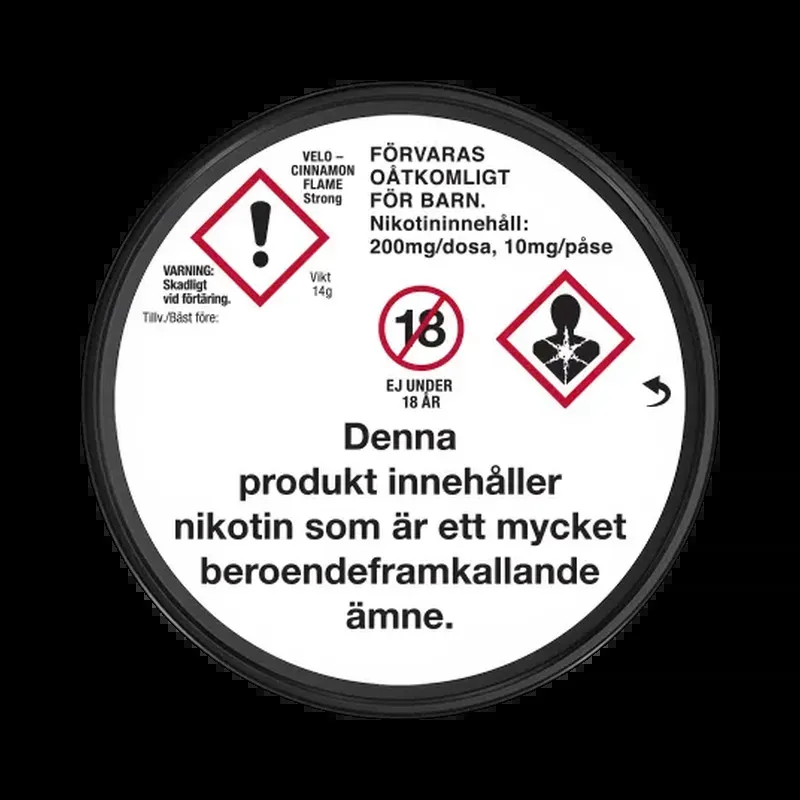 VELO –
CINNAMON
FLAME
Strong
FÖRVARAS
OÅTKOMLIGT
FÖR BARN.
Nikotininnehåll:
200mg/dosa, 10mg/påse
VARNING:
Skadligt
vid förtäring.
Vikt
14g
Tillv./Bäst före:
18
EJ UNDER
18 ÅR
Denna
produkt innehåller
nikotin som är ett mycket
beroendeframkallande
ämne.